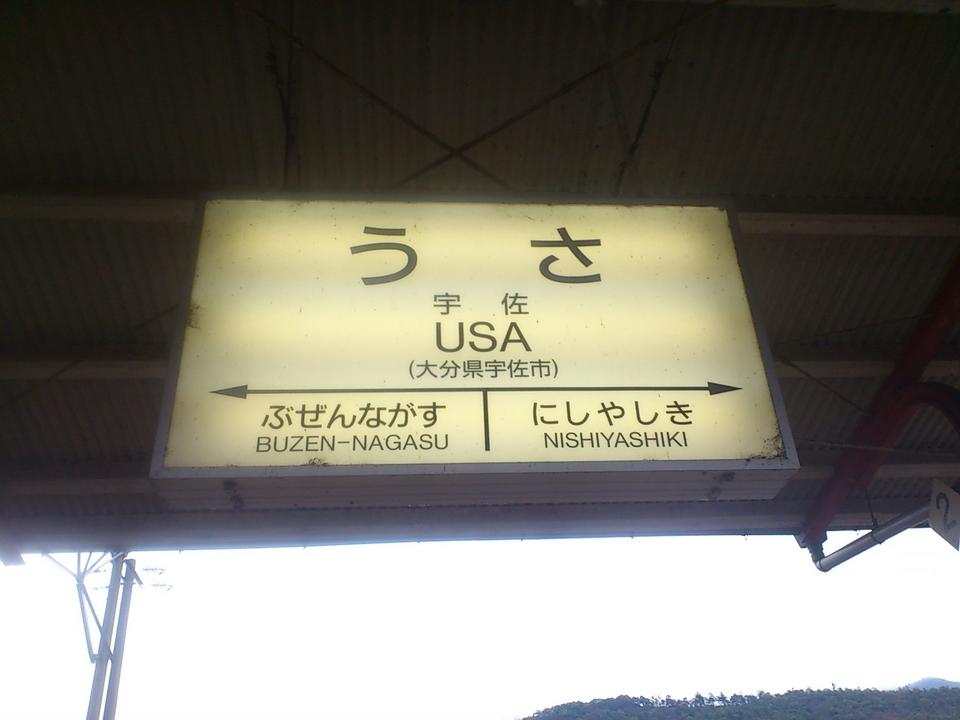 うさ
宇佐
USA
(大分県宇佐市)
ぶぜんながす にしやしき
BUZEN-NAGASU NISHIYASHIKI
2